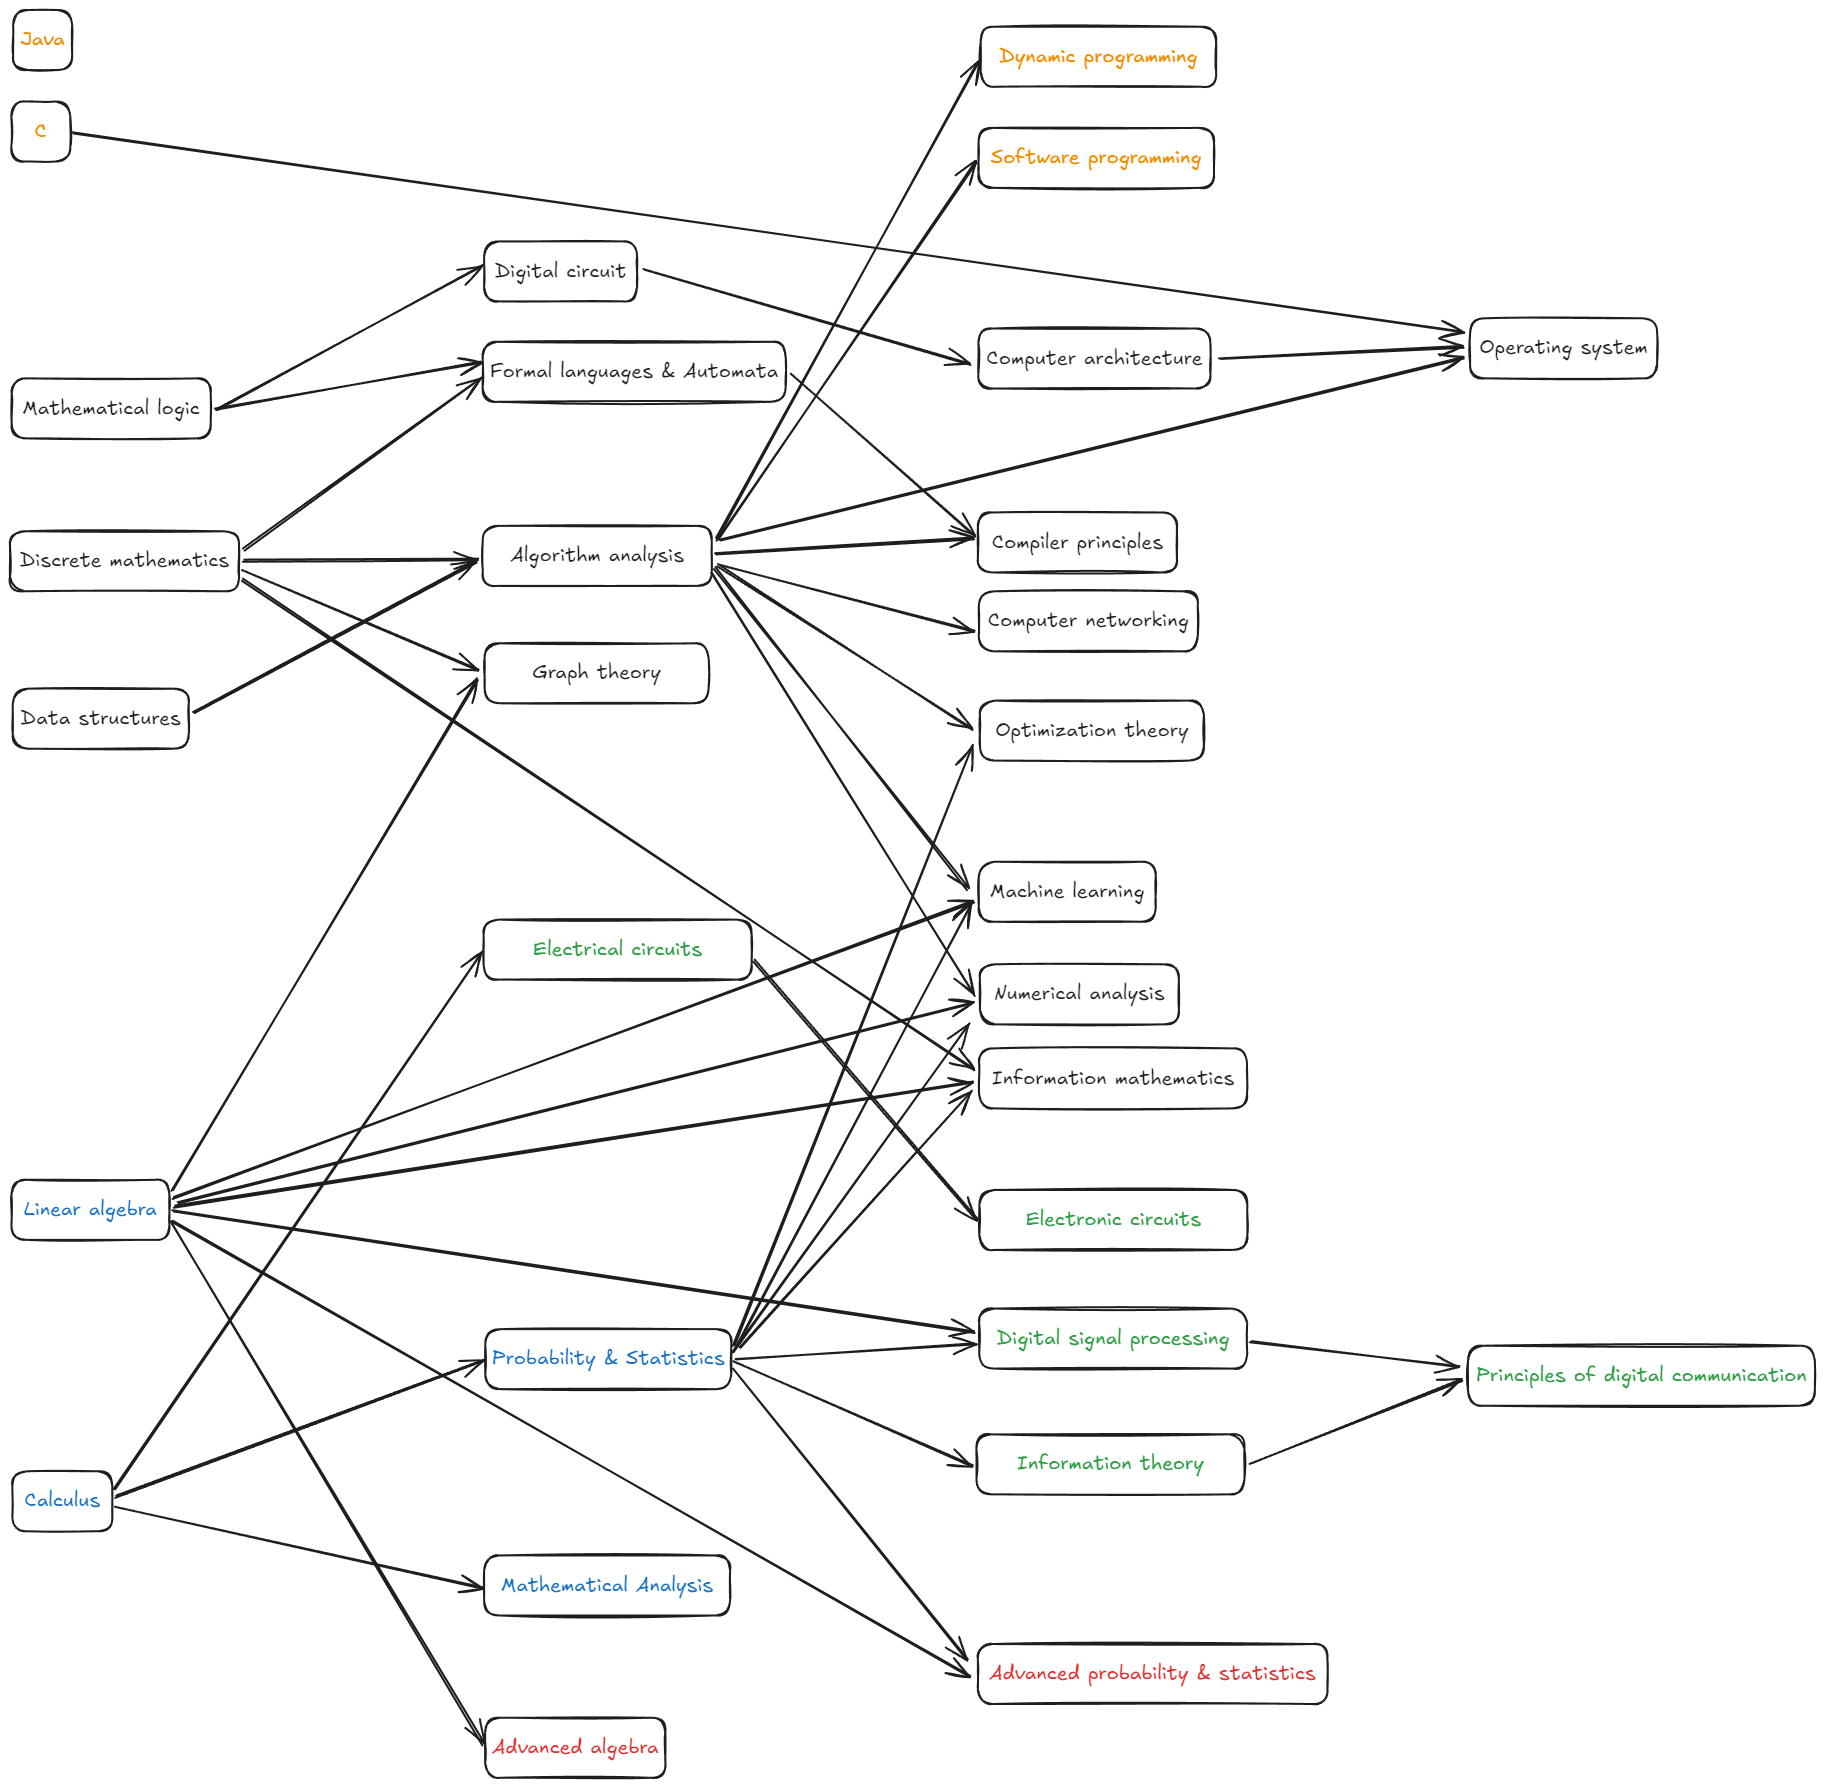 Java
C
Mathematical logic
Discrete mathematics
Data structures
Linear algebra
Calculus
Digital circuit
Formal languages & Automata
Algorithm analysis
Graph theory
Electrical circuits
Probability & Statistics
Mathematical Analysis
Advanced algebra
Dynamic programming
Software programming
Computer architecture
Compiler principles
Computer networking
Optimization theory
Machine learning
Numerical analysis
Information mathematics
Electronic circuits
Digital signal processing
Information theory
Advanced probability & statistics
Operating system
Principles of digital communication